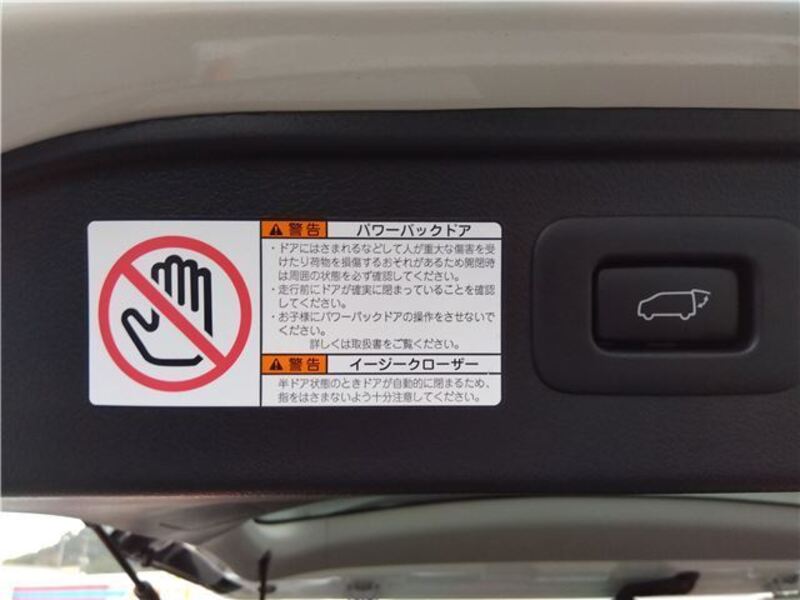 警告 パワーバックドア
・ドアにはさまれるなどして人が重大な傷害を受
けたり荷物を損傷するおそれがあるため開閉時
は周囲の状態を必ず確認してください。
・走行前にドアが確実に閉まっていることを確認
してください。
・お子様にパワーバックドアの操作をさせないで
ください。
詳しくは取扱書をご覧ください。
警告 イージークローザー
半ドア状態のときドアが自動的に閉まるため、
指をはさまないよう十分注意してください。